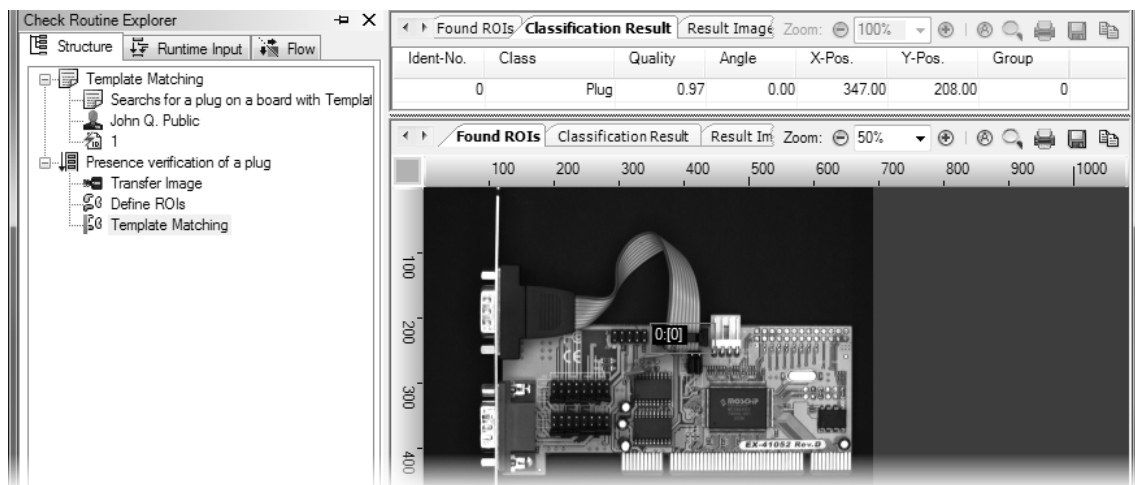 Check Routine Explorer
Structure Runtime Input Flow
Template Matching
Searchs for a plug on a board with Templat
John Q. Public
1
Presence verification of a plug
Transfer Image
Define ROIs
Template Matching
Found ROIs Classification Result Result Image Zoom: 100%
Ident-No. Class Quality Angle X-Pos. Y-Pos. Group
0 Plug 0.97 0.00 347.00 208.00 0
Found ROIs Classification Result Result Im Zoom: 50%
100 200 300 400 500 600 700 800 900 1000
100
200
300
400
0:[0]
CE
MOSCHIP
EX-41052 Rev.D